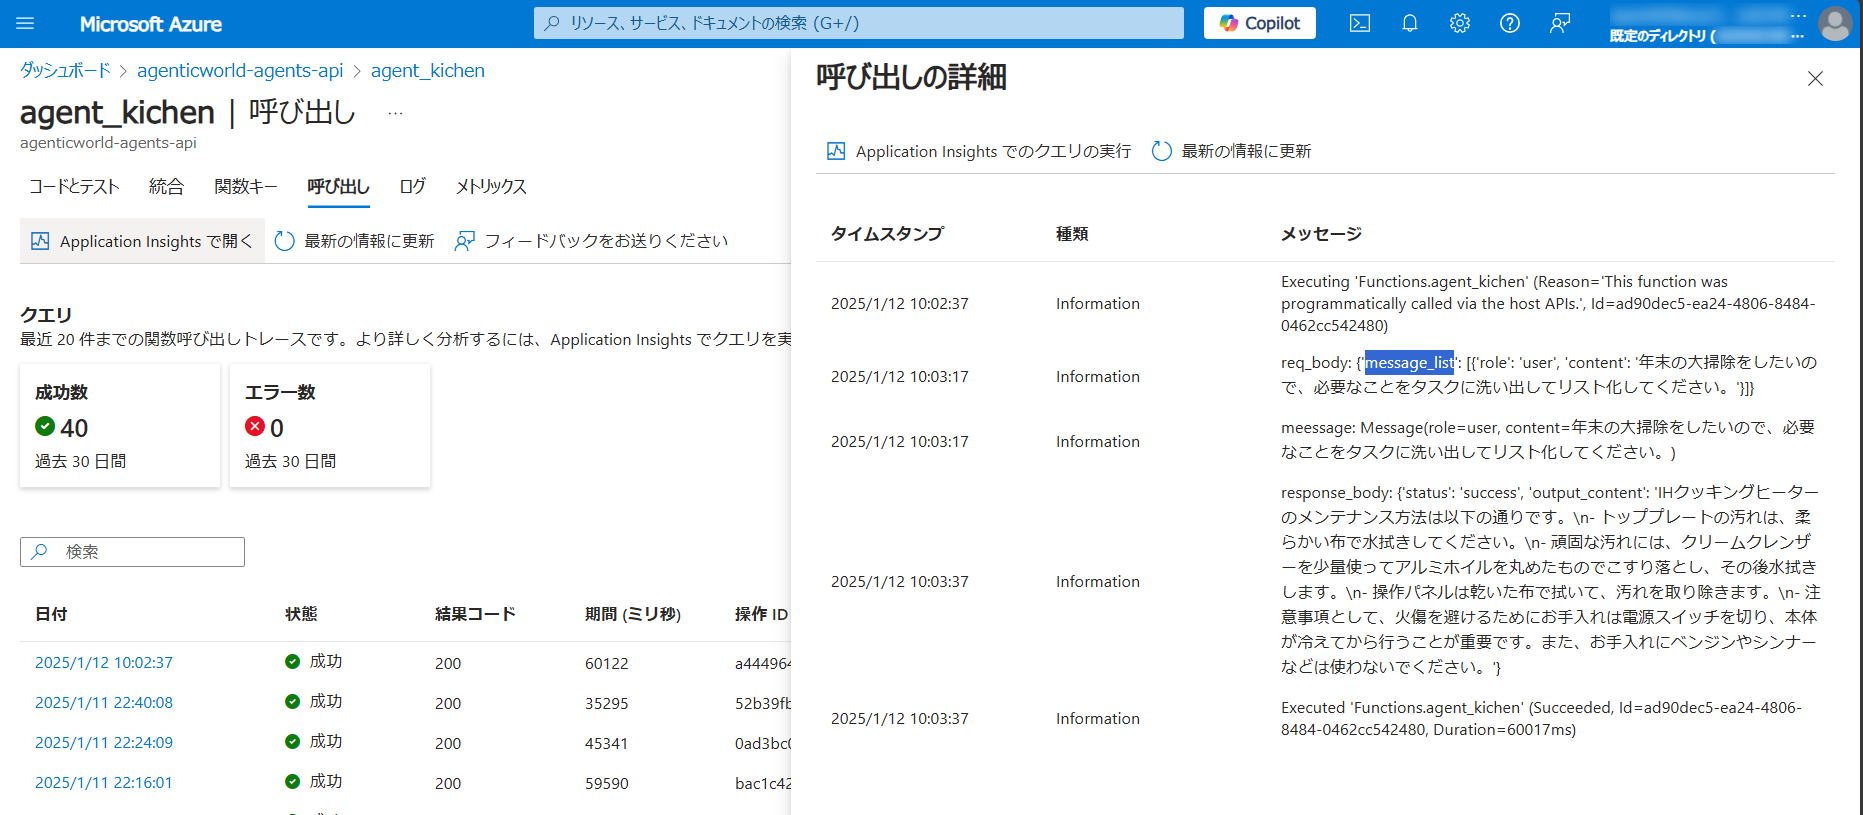 Microsoft Azure
リソース、サービス、ドキュメントの検索 (G+/)
Copilot
既定のディレクトリ (
ダッシュボード > agenticworld-agents-api > agent_kichen
agent_kichen | 呼び出し ...
agenticworld-agents-api
コードとテスト 統合 関数キー 呼び出し ログ メトリックス
Application Insights で開く 最新の情報に更新 フィードバックをお送りください
クエリ
最近 20 件までの関数呼び出しトレースです。より詳しく分析するには、Application Insights でクエリを実
成功数
40
過去 30 日間
エラー数
0
過去 30 日間
検索
日付 状態 結果コード 期間 (ミリ秒) 操作 ID
2025/1/12 10:02:37 成功 200 60122 a444964
2025/1/11 22:40:08 成功 200 35295 52b39fb
2025/1/11 22:24:09 成功 200 45341 0ad3bc0
2025/1/11 22:16:01 成功 200 59590 bac1c42
呼び出しの詳細
Application Insights でのクエリの実行 最新の情報に更新
タイムスタンプ 種類 メッセージ
2025/1/12 10:02:37 Information
Executing 'Functions.agent_kichen' (Reason='This function was
programmatically called via the host APIs.', Id=ad90dec5-ea24-4806-8484-
0462cc542480)
2025/1/12 10:03:17 Information
req_body: {'message_list': [{'role': 'user', 'content': '年末の大掃除をしたいの
で、必要なことをタスクに洗い出してリスト化してください。'}]}
2025/1/12 10:03:17 Information
meessage: Message(role=user, content=年末の大掃除をしたいので、必要
なことをタスクに洗い出してリスト化してください。)
2025/1/12 10:03:37 Information
response_body: {'status': 'success', 'output_content': 'IHクッキングヒーター
のメンテナンス方法は以下の通りです。\n- トッププレートの汚れは、柔
らかい布で水拭きしてください。\n- 頑固な汚れには、クリームクレンザ
ーを少量使ってアルミホイルを丸めたものでこすり落とし、その後水拭き
します。\n- 操作パネルは乾いた布で拭いて、汚れを取り除きます。\n- 注
意事項として、火傷を避けるためにお手入れは電源スイッチを切り、本体
が冷えてから行うことが重要です。また、お手入れにベンジンやシンナー
などは使わないでください。'}
2025/1/12 10:03:37 Information
Executed 'Functions.agent_kichen' (Succeeded, Id=ad90dec5-ea24-4806-
8484-0462cc542480, Duration=60017ms)